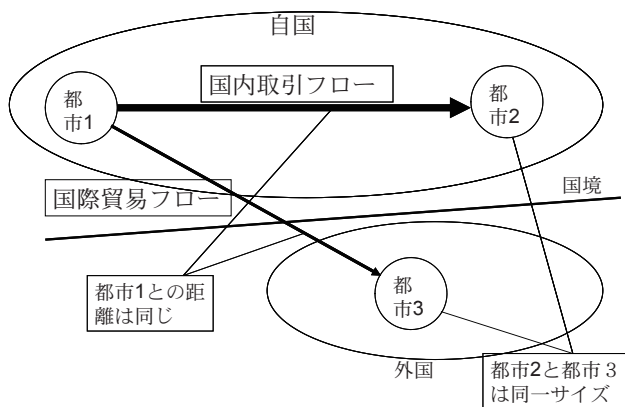 自国
国内取引フロー
都
市1
都
市2
国際貿易フロー
国境
都市1との距
離は同じ
都
市3
外国
都市2と都市３
は同一サイズ